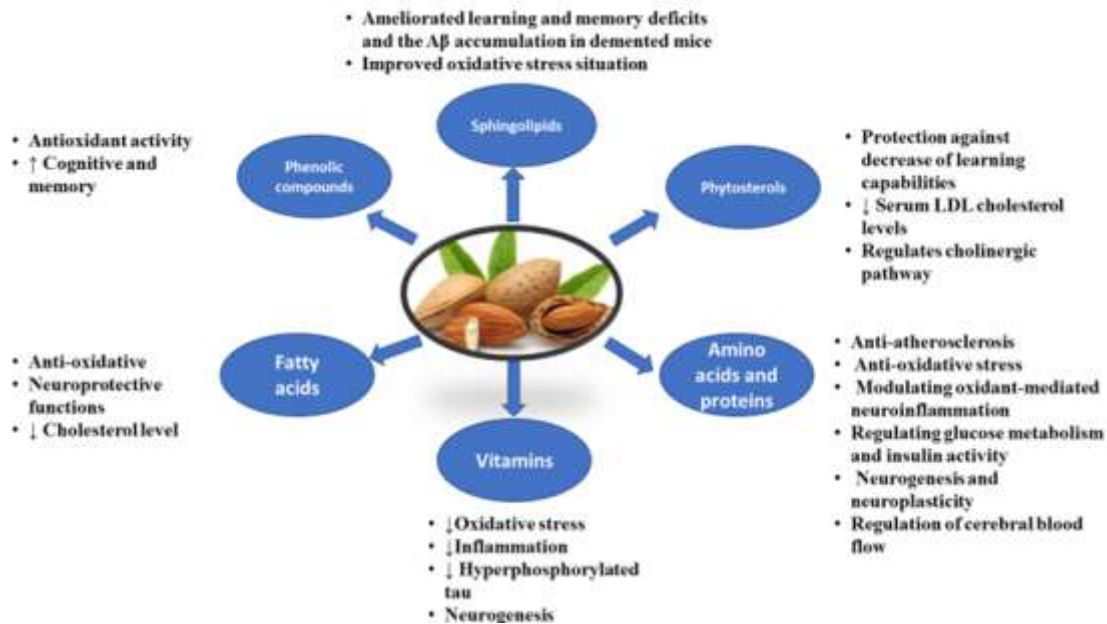 • Ameliorated learning and memory deficits
and the Aβ accumulation in demented mice
• Improved oxidative stress situation
Sphingolipids
• Antioxidant activity
• ↑ Cognitive and
memory
Phenolic
compounds
Phytosterols
• Protection against
decrease of learning
capabilities
• ↓ Serum LDL cholesterol
levels
• Regulates cholinergic
pathway
• Anti-oxidative
• Neuroprotective
functions
• ↓ Cholesterol level
Fatty
acids
Amino
acids and
proteins
• Anti-atherosclerosis
• Anti-oxidative stress
• Modulating oxidant-mediated
neuroinflammation
• Regulating glucose metabolism
and insulin activity
• Neurogenesis and
neuroplasticity
• Regulation of cerebral blood
flow
Vitamins
• ↓Oxidative stress
• ↓Inflammation
• ↓ Hyperphosphorylated
tau
• Neurogenesis